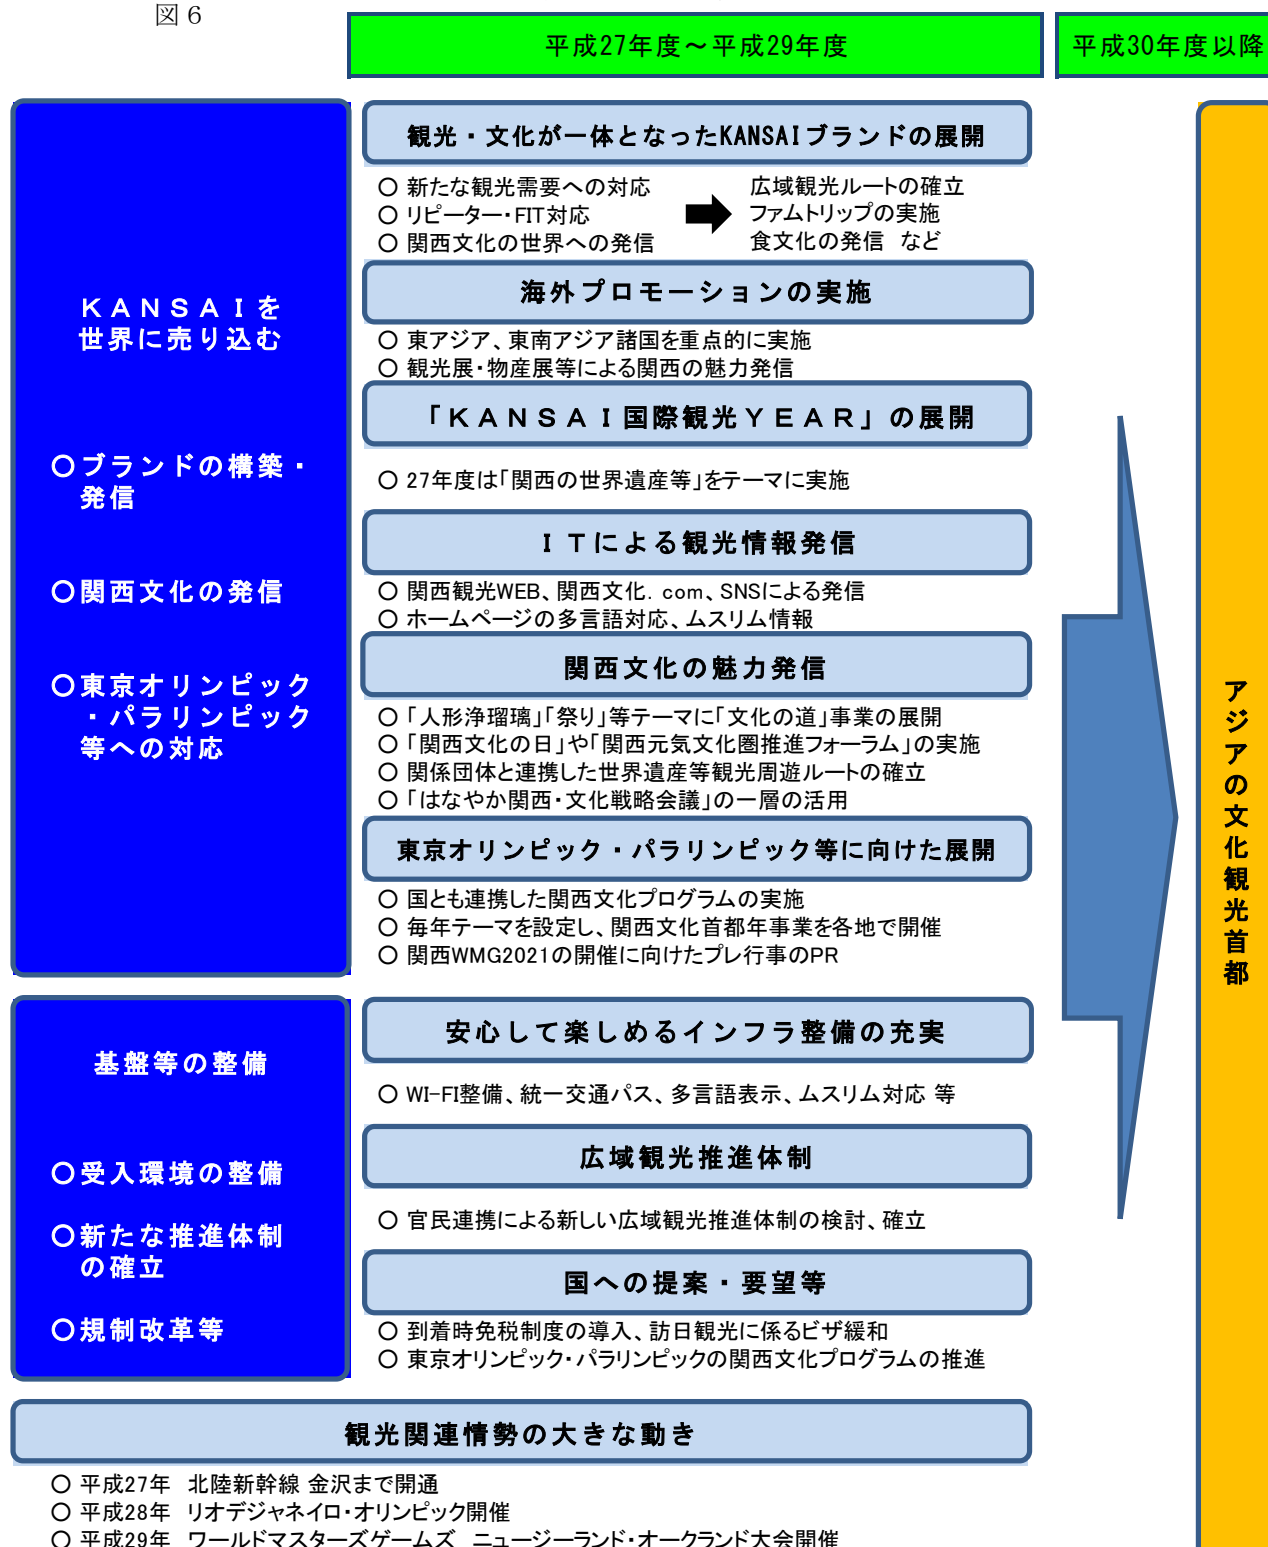 図６
平成27年度～平成29年度
平成30年度以降
ＫＡＮＳＡＩを
世界に売り込む
〇ブランドの構築・
発信
〇関西文化の発信
〇東京オリンピック
・パラリンピック
等への対応
観光・文化が一体となったKANSAIブランドの展開
〇 新たな観光需要への対応
〇 リピーター・FIT対応
〇 関西文化の世界への発信
広域観光ルートの確立
ファムトリップの実施
食文化の発信　など
海外プロモーションの実施
〇 東アジア、東南アジア諸国を重点的に実施
〇 観光展・物産展等による関西の魅力発信
「ＫＡＮＳＡＩ国際観光ＹＥＡＲ」の展開
〇 27年度は「関西の世界遺産等」をテーマに実施
ＩＴによる観光情報発信
〇 関西観光WEB、関西文化．com、SNSによる発信
〇 ホームページの多言語対応、ムスリム情報
関西文化の魅力発信
〇 「人形浄瑠璃」「祭り」等テーマに「文化の道」事業の展開
〇 「関西文化の日」や「関西元気文化圏推進フォーラム」の実施
〇 関係団体と連携した世界遺産等観光周遊ルートの確立
〇 「はなやか関西・文化戦略会議」の一層の活用
東京オリンピック・パラリンピック等に向けた展開
〇 国とも連携した関西文化プログラムの実施
〇 毎年テーマを設定し、関西文化首都年事業を各地で開催
〇 関西WMG2021の開催に向けたプレ行事のPR
基盤等の整備
〇受入環境の整備
〇新たな推進体制
の確立
〇規制改革等
安心して楽しめるインフラ整備の充実
〇 WI-FI整備、統一交通パス、多言語表示、ムスリム対応 等
広域観光推進体制
〇 官民連携による新しい広域観光推進体制の検討、確立
国への提案・要望等
〇 到着時免税制度の導入、訪日観光に係るビザ緩和
〇 東京オリンピック・パラリンピックの関西文化プログラムの推進
アジアの文化観光首都
観光関連情勢の大きな動き
〇 平成27年　北陸新幹線 金沢まで開通
〇 平成28年　リオデジャネイロ・オリンピック開催
〇 平成29年　ワールドマスターズゲームズ　ニュージーランド・オークランド大会開催